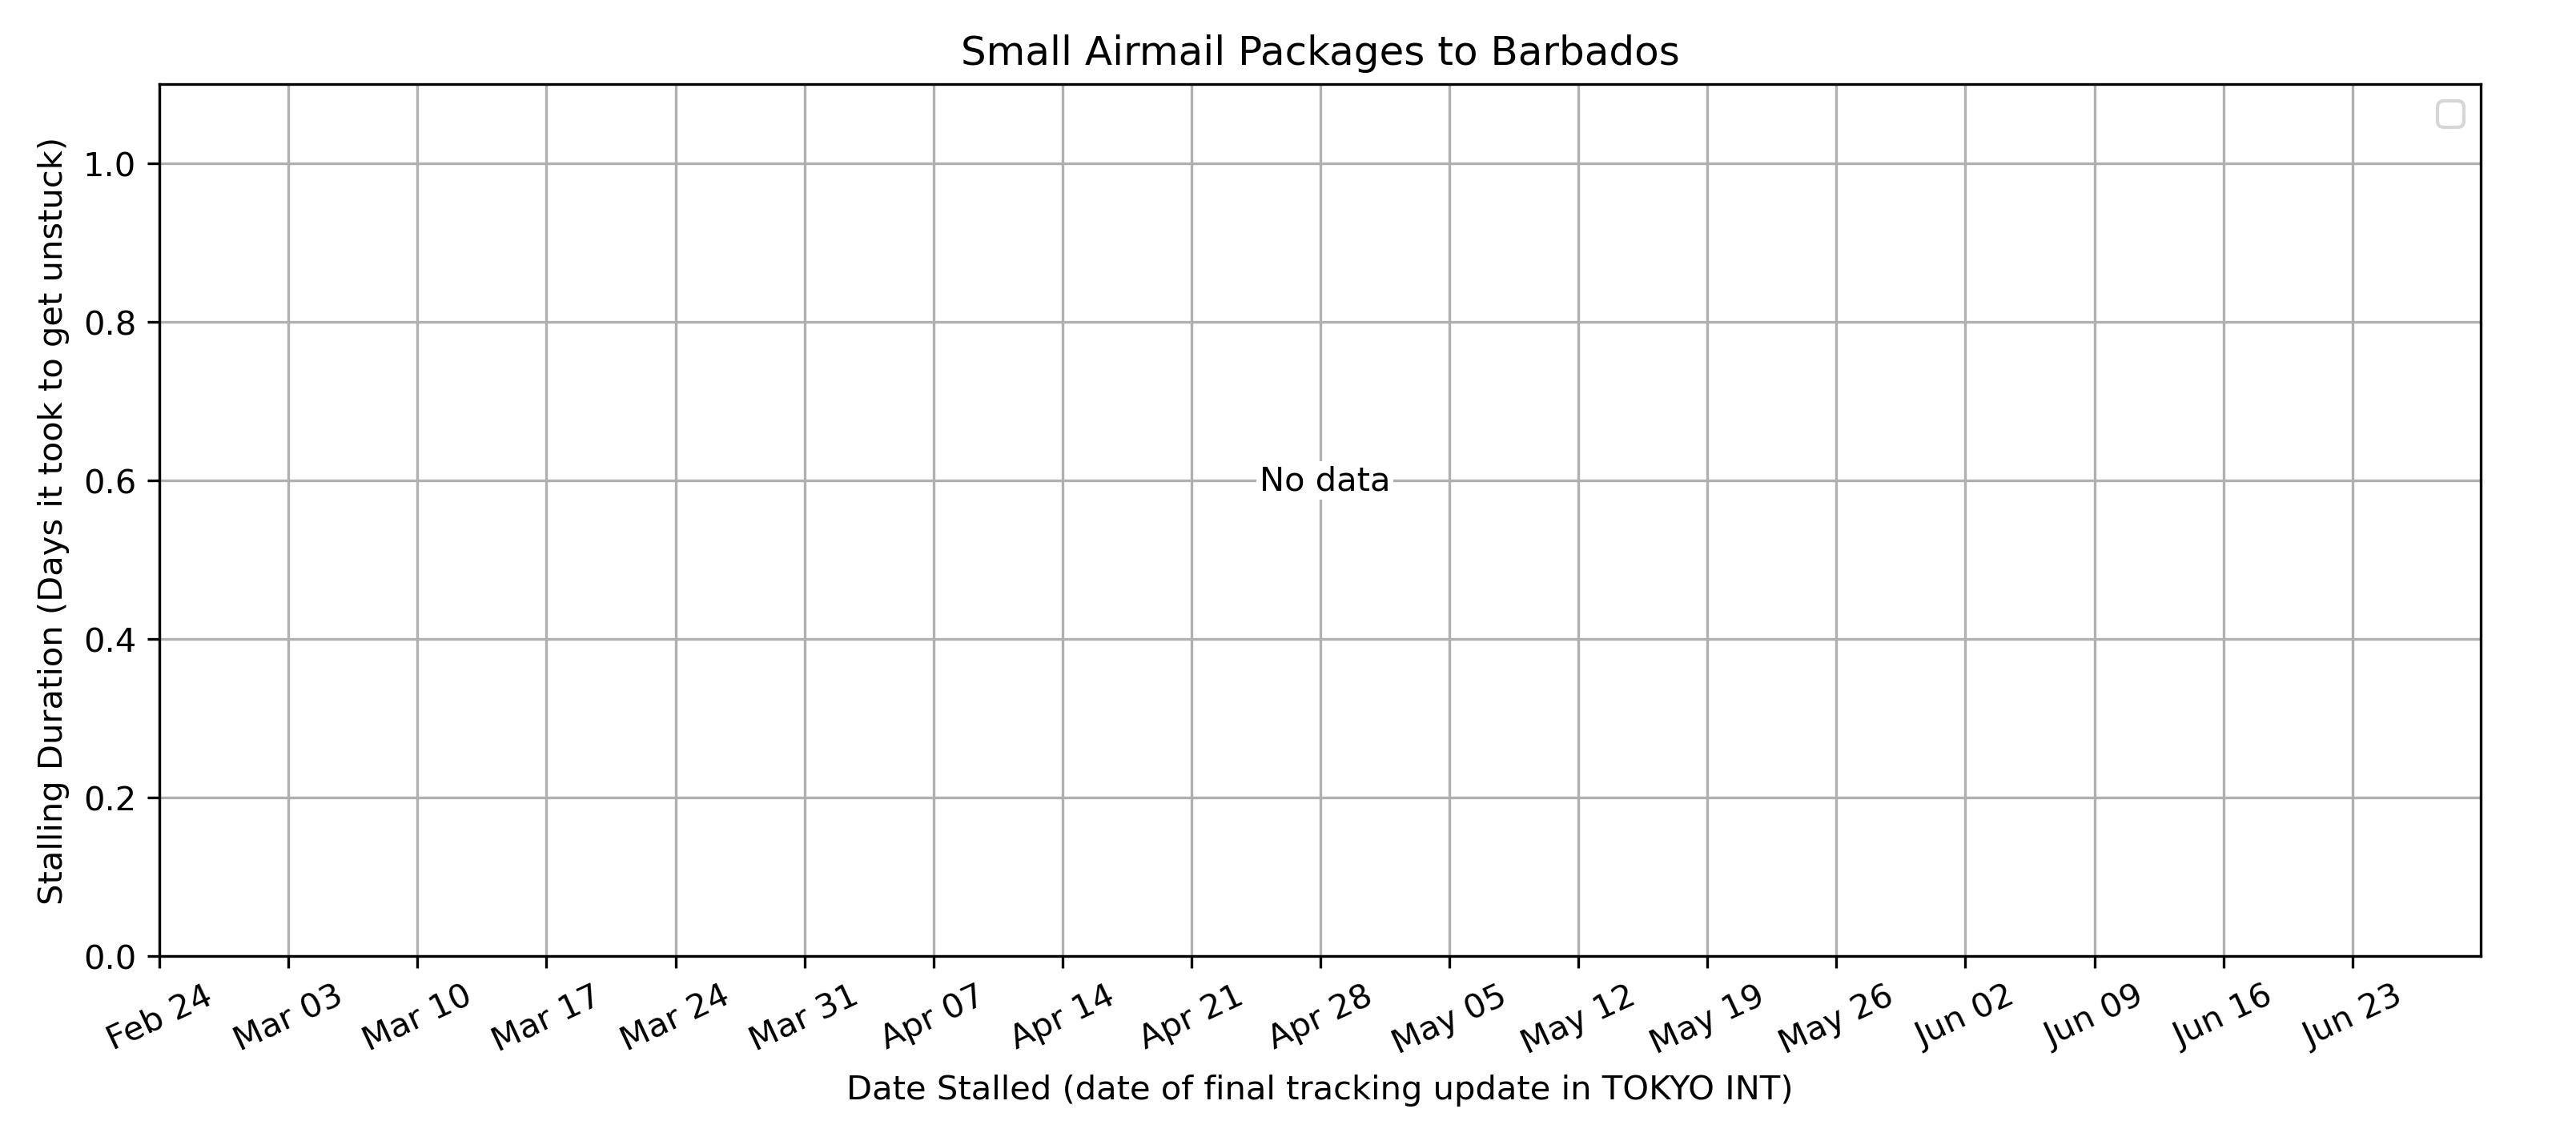 Small Airmail Packages to Barbados
Stalling Duration (Days it took to get unstuck)
1.0
0.8
0.6
0.4
0.2
0.0
No data
Feb 24
Mar 03
Mar 10
Mar 17
Mar 24
Mar 31
Apr 07
Apr 14
Apr 21
Apr 28
May 05
May 12
May 19
May 26
Jun 02
Jun 09
Jun 16
Jun 23
Date Stalled (date of final tracking update in TOKYO INT)